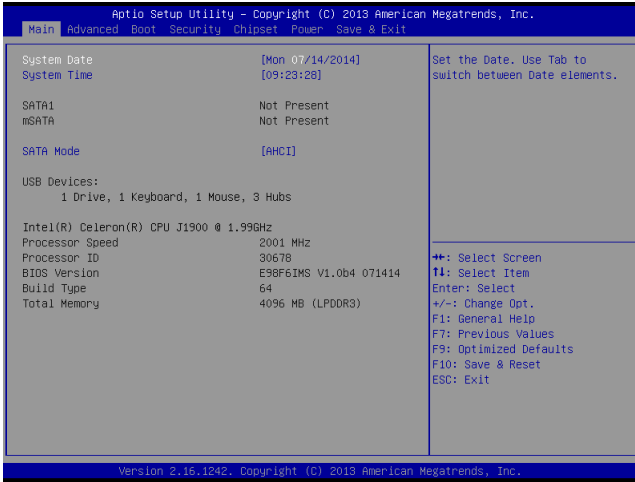 Aptio Setup Utility – Copyright (C) 2013 American Megatrends, Inc.
Main Advanced Boot Security Chipset Power Save & Exit
System Date [Mon 07/14/2014]
System Time [09:23:28]
SATA1 Not Present
mSATA Not Present
SATA Mode [AHCI]
USB Devices:
1 Drive, 1 Keyboard, 1 Mouse, 3 Hubs
Intel(R) Celeron(R) CPU J1900 @ 1.99GHz
Processor Speed 2001 MHz
Processor ID 30678
BIOS Version E98F6IMS V1.0b4 071414
Build Type 64
Total Memory 4096 MB (LPDDR3)
Set the Date. Use Tab to
switch between Date elements.
→←: Select Screen
↑↓: Select Item
Enter: Select
+/-: Change Opt.
F1: General Help
F7: Previous Values
F9: Optimized Defaults
F10: Save & Reset
ESC: Exit
Version 2.16.1242. Copyright (C) 2013 American Megatrends, Inc.